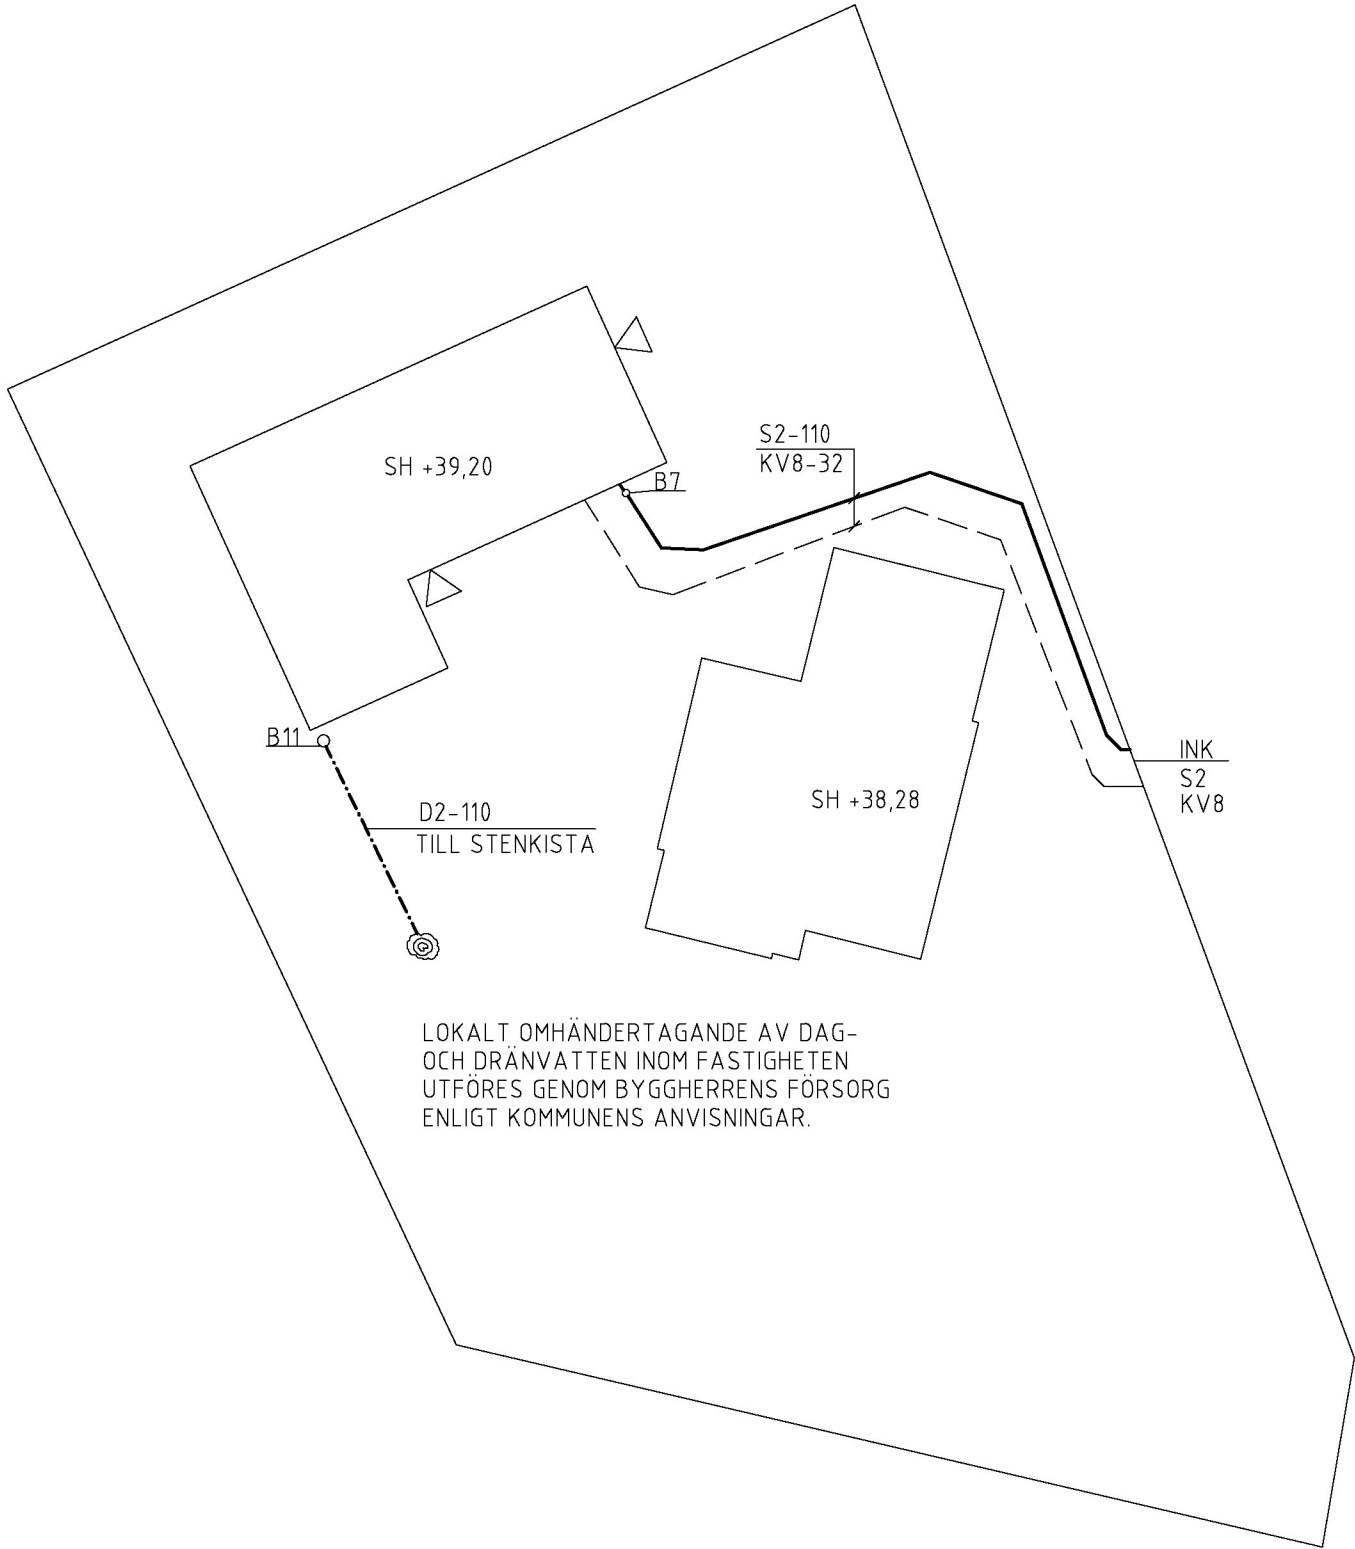 S2-110
KV8-32
SH +39,20
B7
B11
INK
S2
KV8
SH +38,28
D2-110
TILL STENKISTA
LOKALT OMHÄNDERTAGANDE AV DAG-
OCH DRÄNVATTEN INOM FASTIGHETEN
UTFÖRES GENOM BYGGHERRENS FÖRSORG
ENLIGT KOMMUNENS ANVISNINGAR.